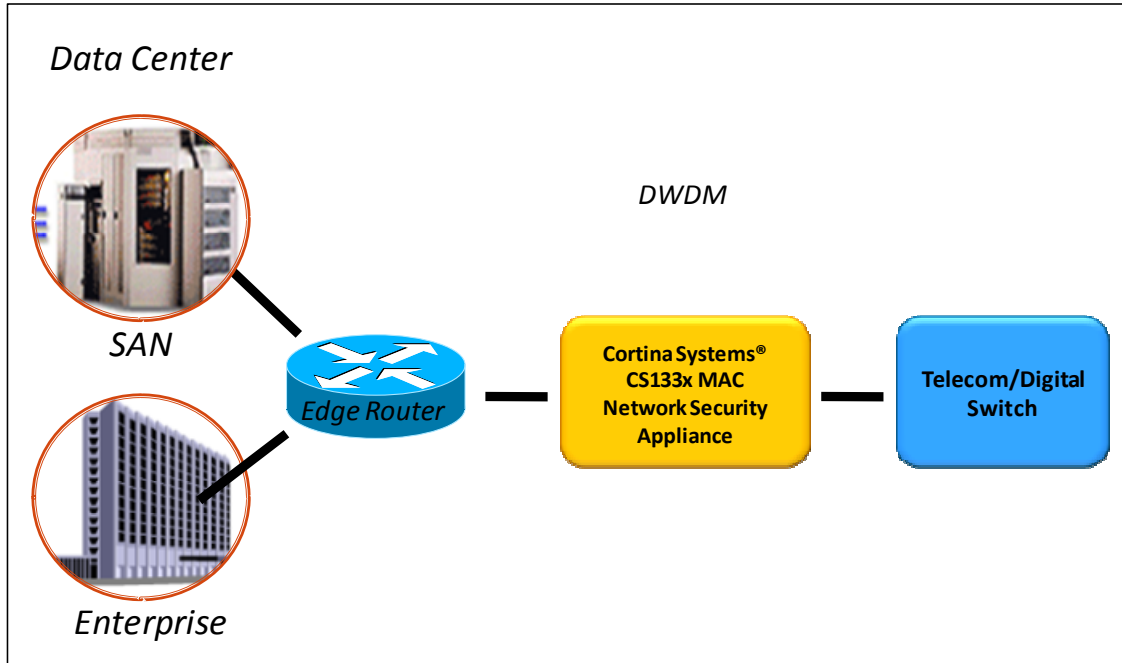 Data Center
SAN
Enterprise
Edge Router
DWDM
Cortina Systems®
CS133x MAC
Network Security
Appliance
Telecom/Digital
Switch